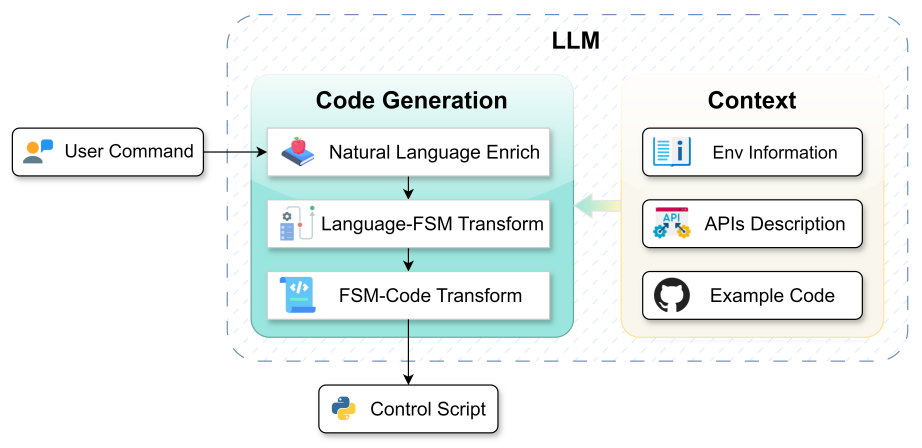 LLM
Code Generation
Context
User Command
Natural Language Enrich
Env Information
Language-FSM Transform
API
APIs Description
FSM-Code Transform
Example Code
Control Script